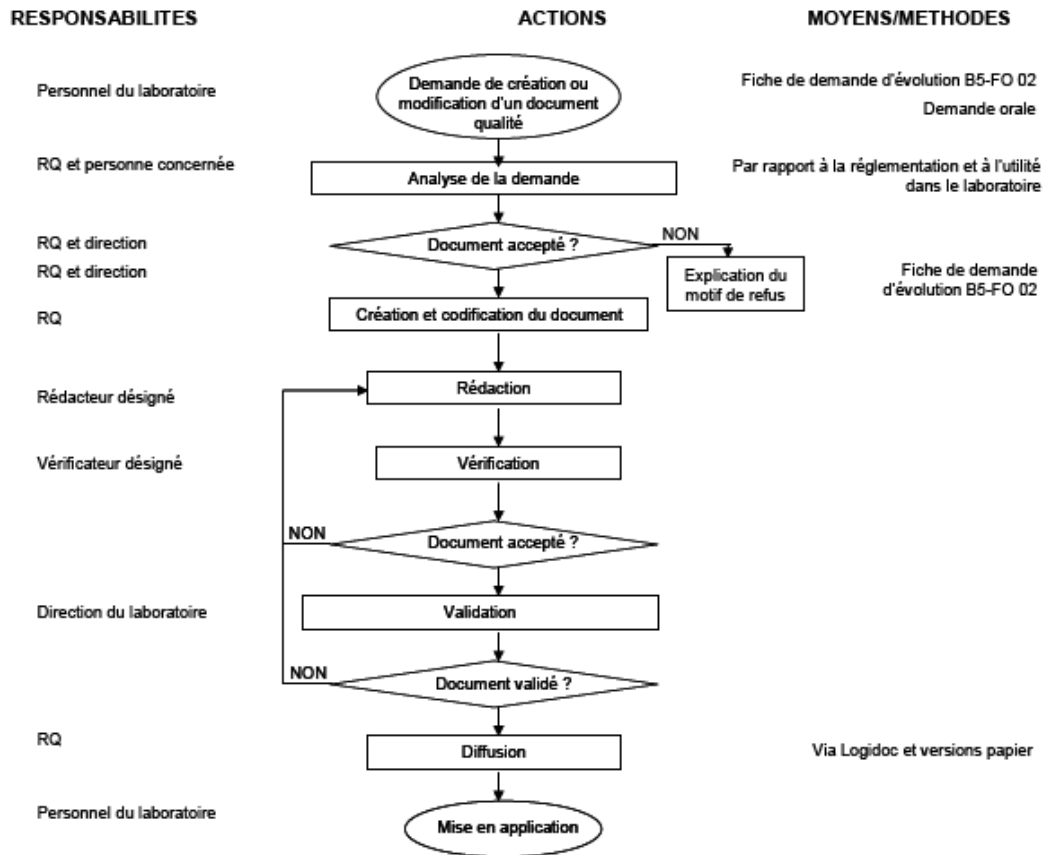 RESPONSABILITES
ACTIONS
MOYENS/METHODES
Personnel du laboratoire
Demande de création ou
modification d'un document
qualité
Fiche de demande d'évolution B5-FO 02
Demande orale
RQ et personne concernée
Analyse de la demande
Par rapport à la réglementation et à l'utilité
dans le laboratoire
RQ et direction
Document accepté ?
NON
RQ et direction
Explication du
motif de refus
Fiche de demande
d'évolution B5-FO 02
RQ
Création et codification du document
Rédacteur désigné
Rédaction
Vérificateur désigné
Vérification
NON
Document accepté ?
Direction du laboratoire
Validation
NON
Document validé ?
RQ
Diffusion
Via Logidoc et versions papier
Personnel du laboratoire
Mise en application